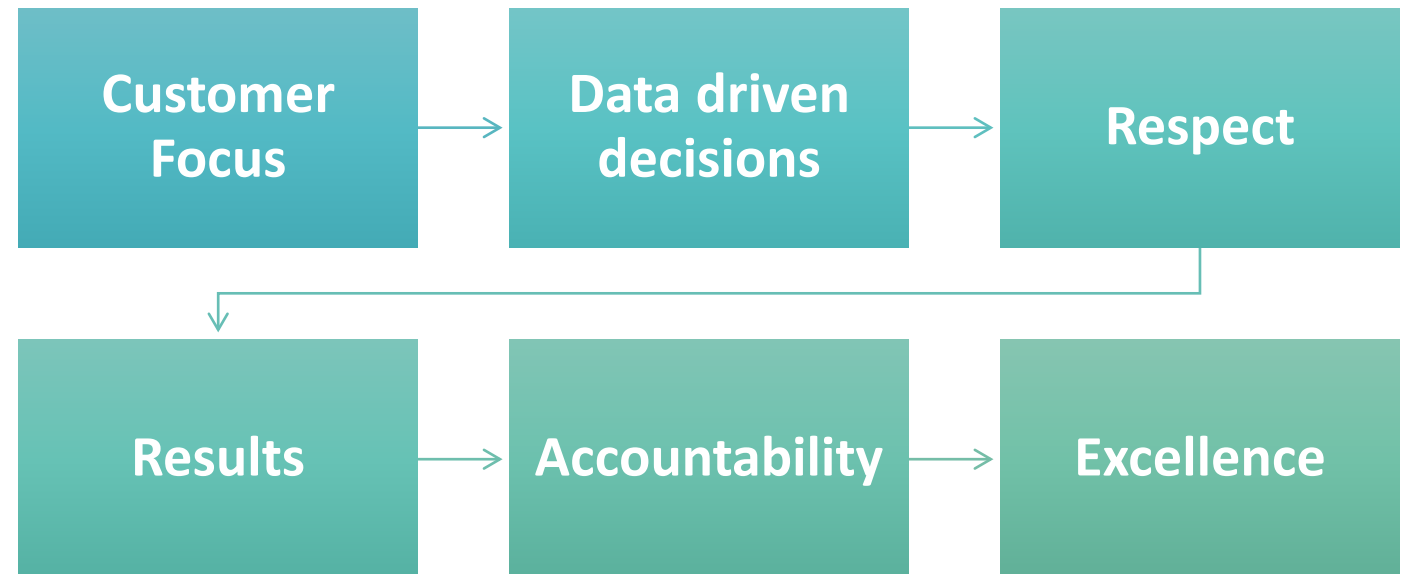 Customer
Focus
Data driven
decisions
Respect
Results
Accountability
Excellence